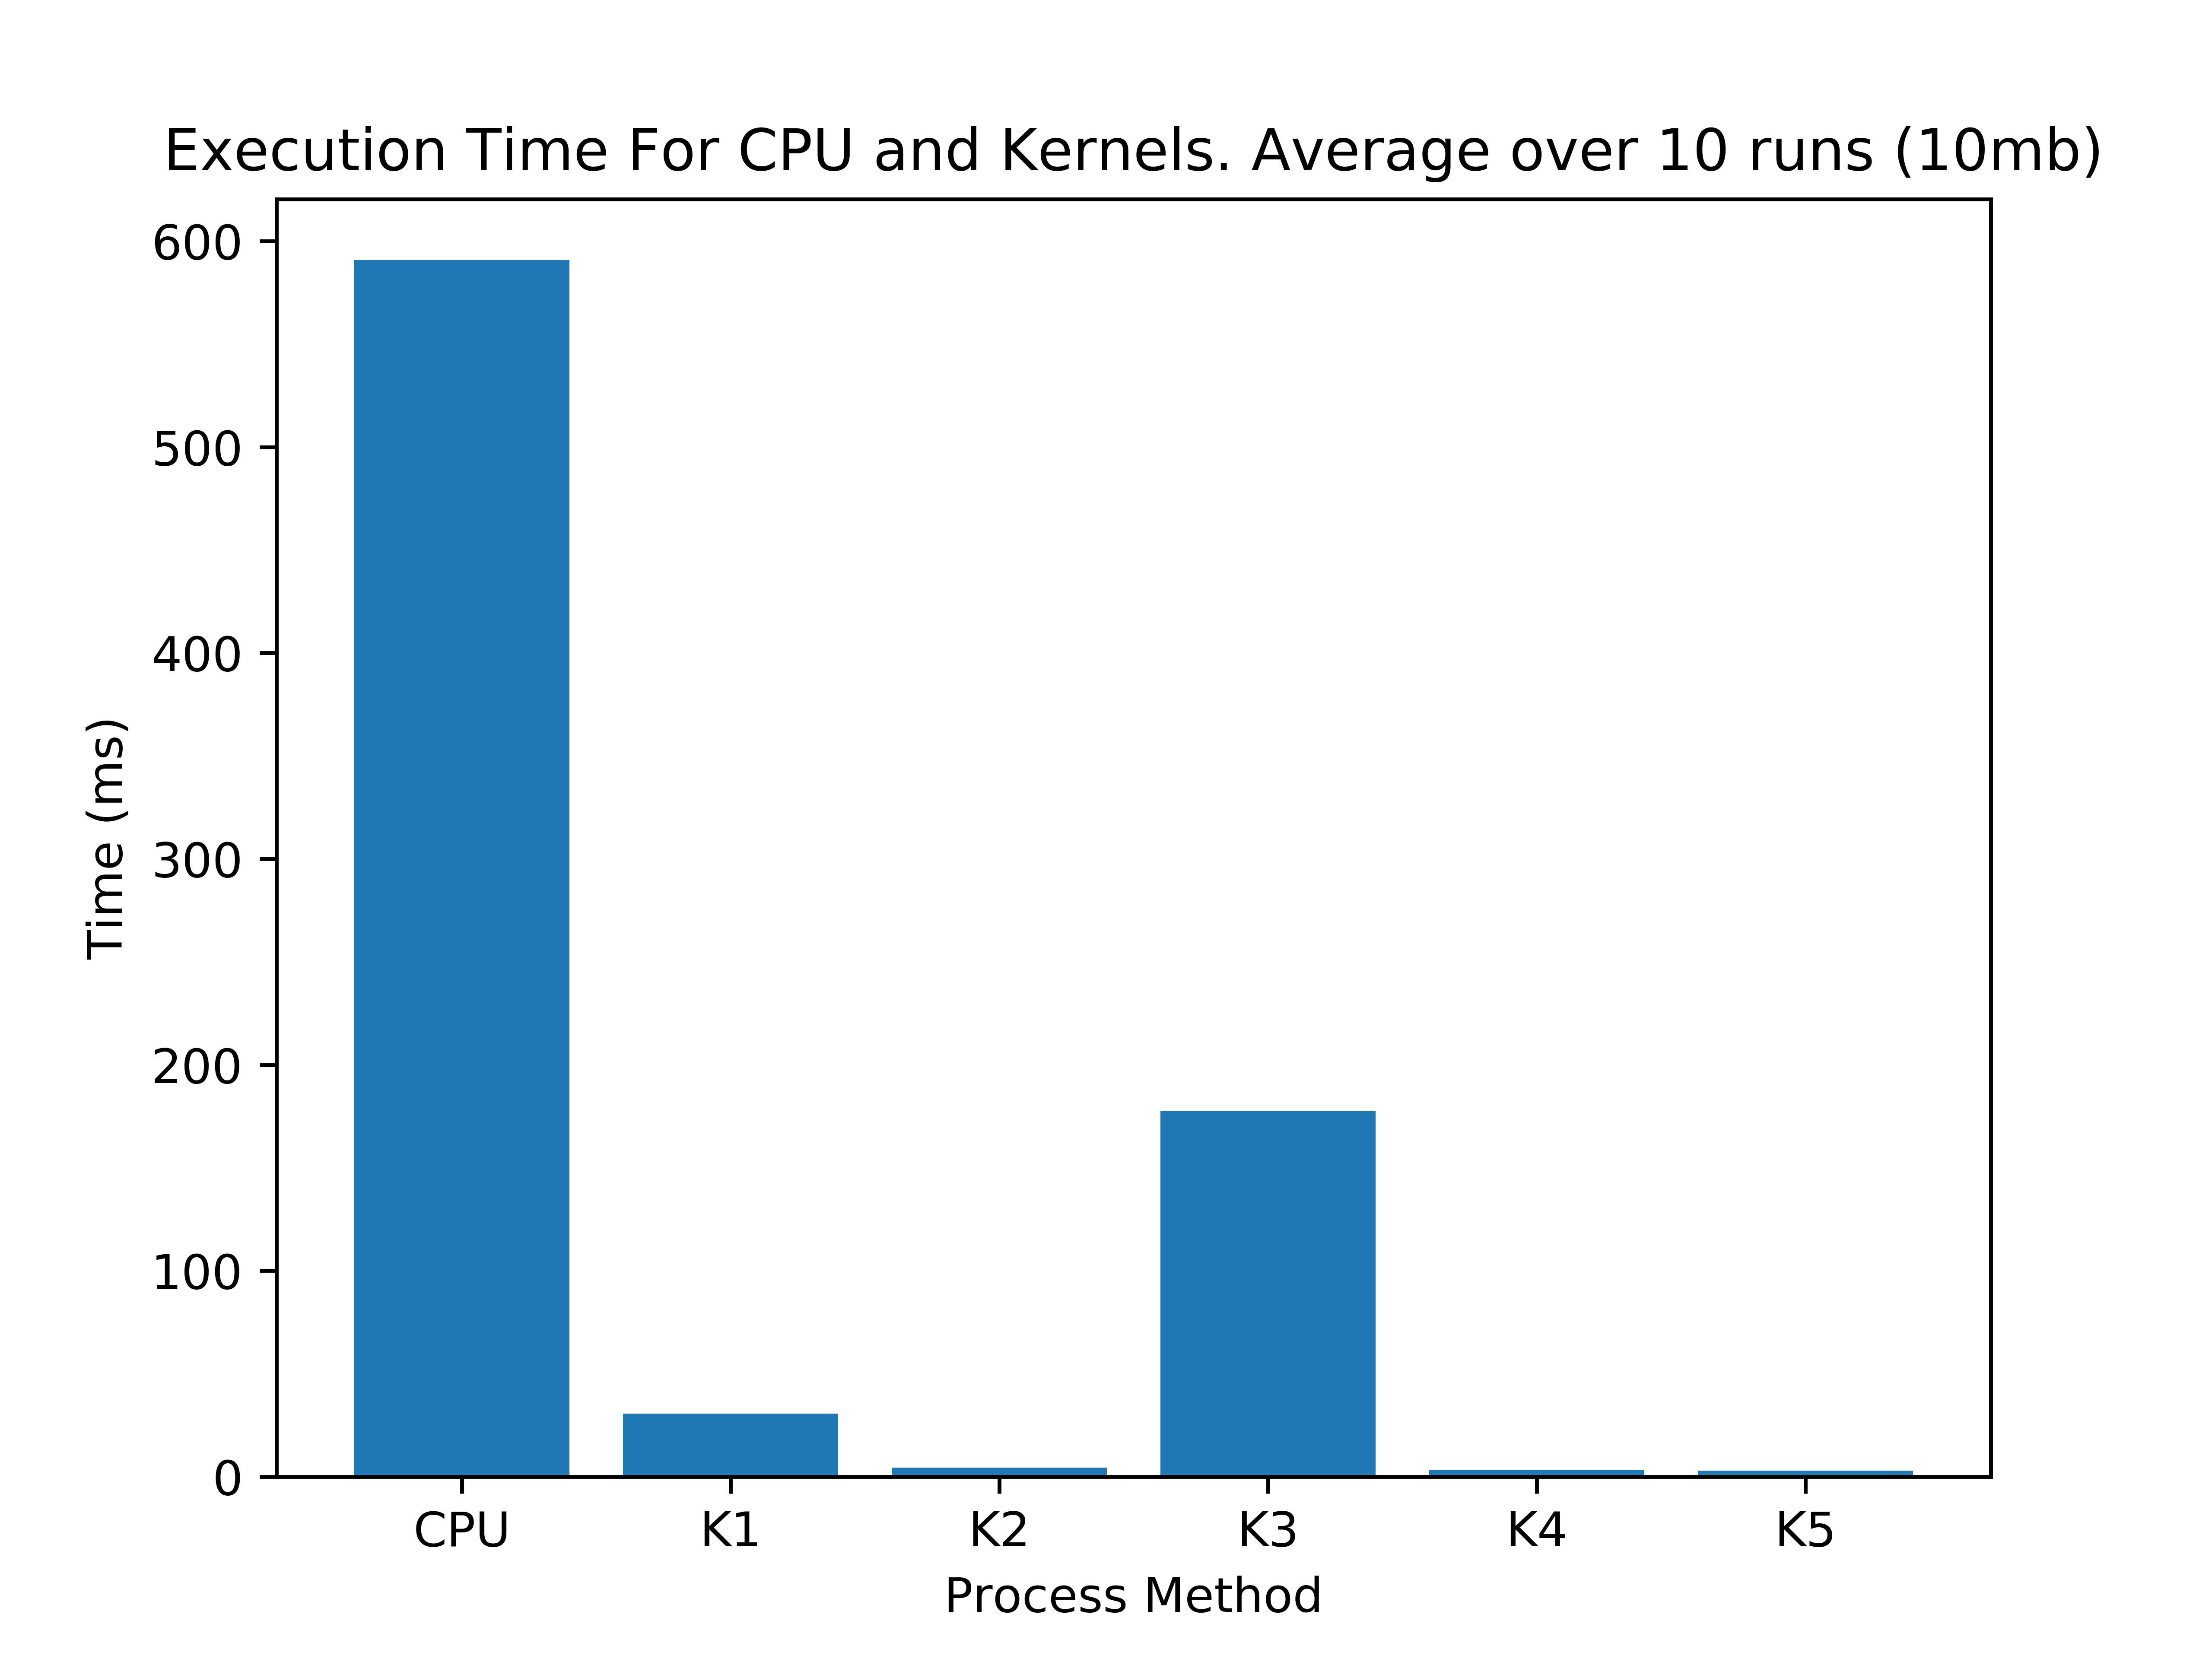 Execution Time For CPU and Kernels. Average over 10 runs (10mb)
600
500
400
300
200
100
0
Time (ms)
CPU K1 K2 K3 K4 K5
Process Method